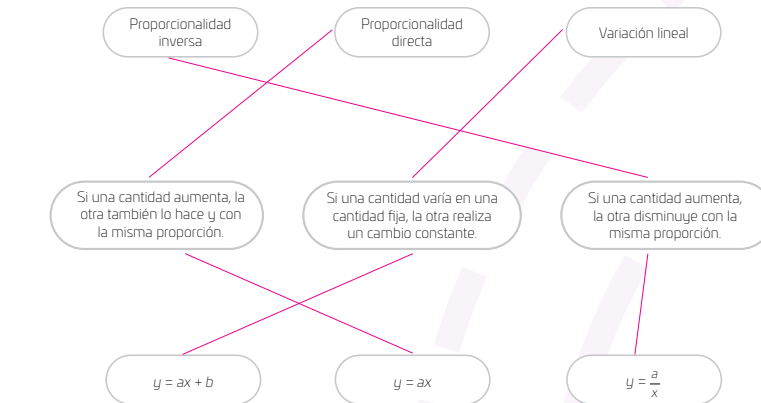 Proporcionalidad
inversa
Proporcionalidad
directa
Variación lineal
Si una cantidad aumenta, la
otra también lo hace y con
la misma proporción.
Si una cantidad varía en una
cantidad fija, la otra realiza
un cambio constante.
Si una cantidad aumenta,
la otra disminuye con la
misma proporción.
y = ax + b
y = ax
y = a/x